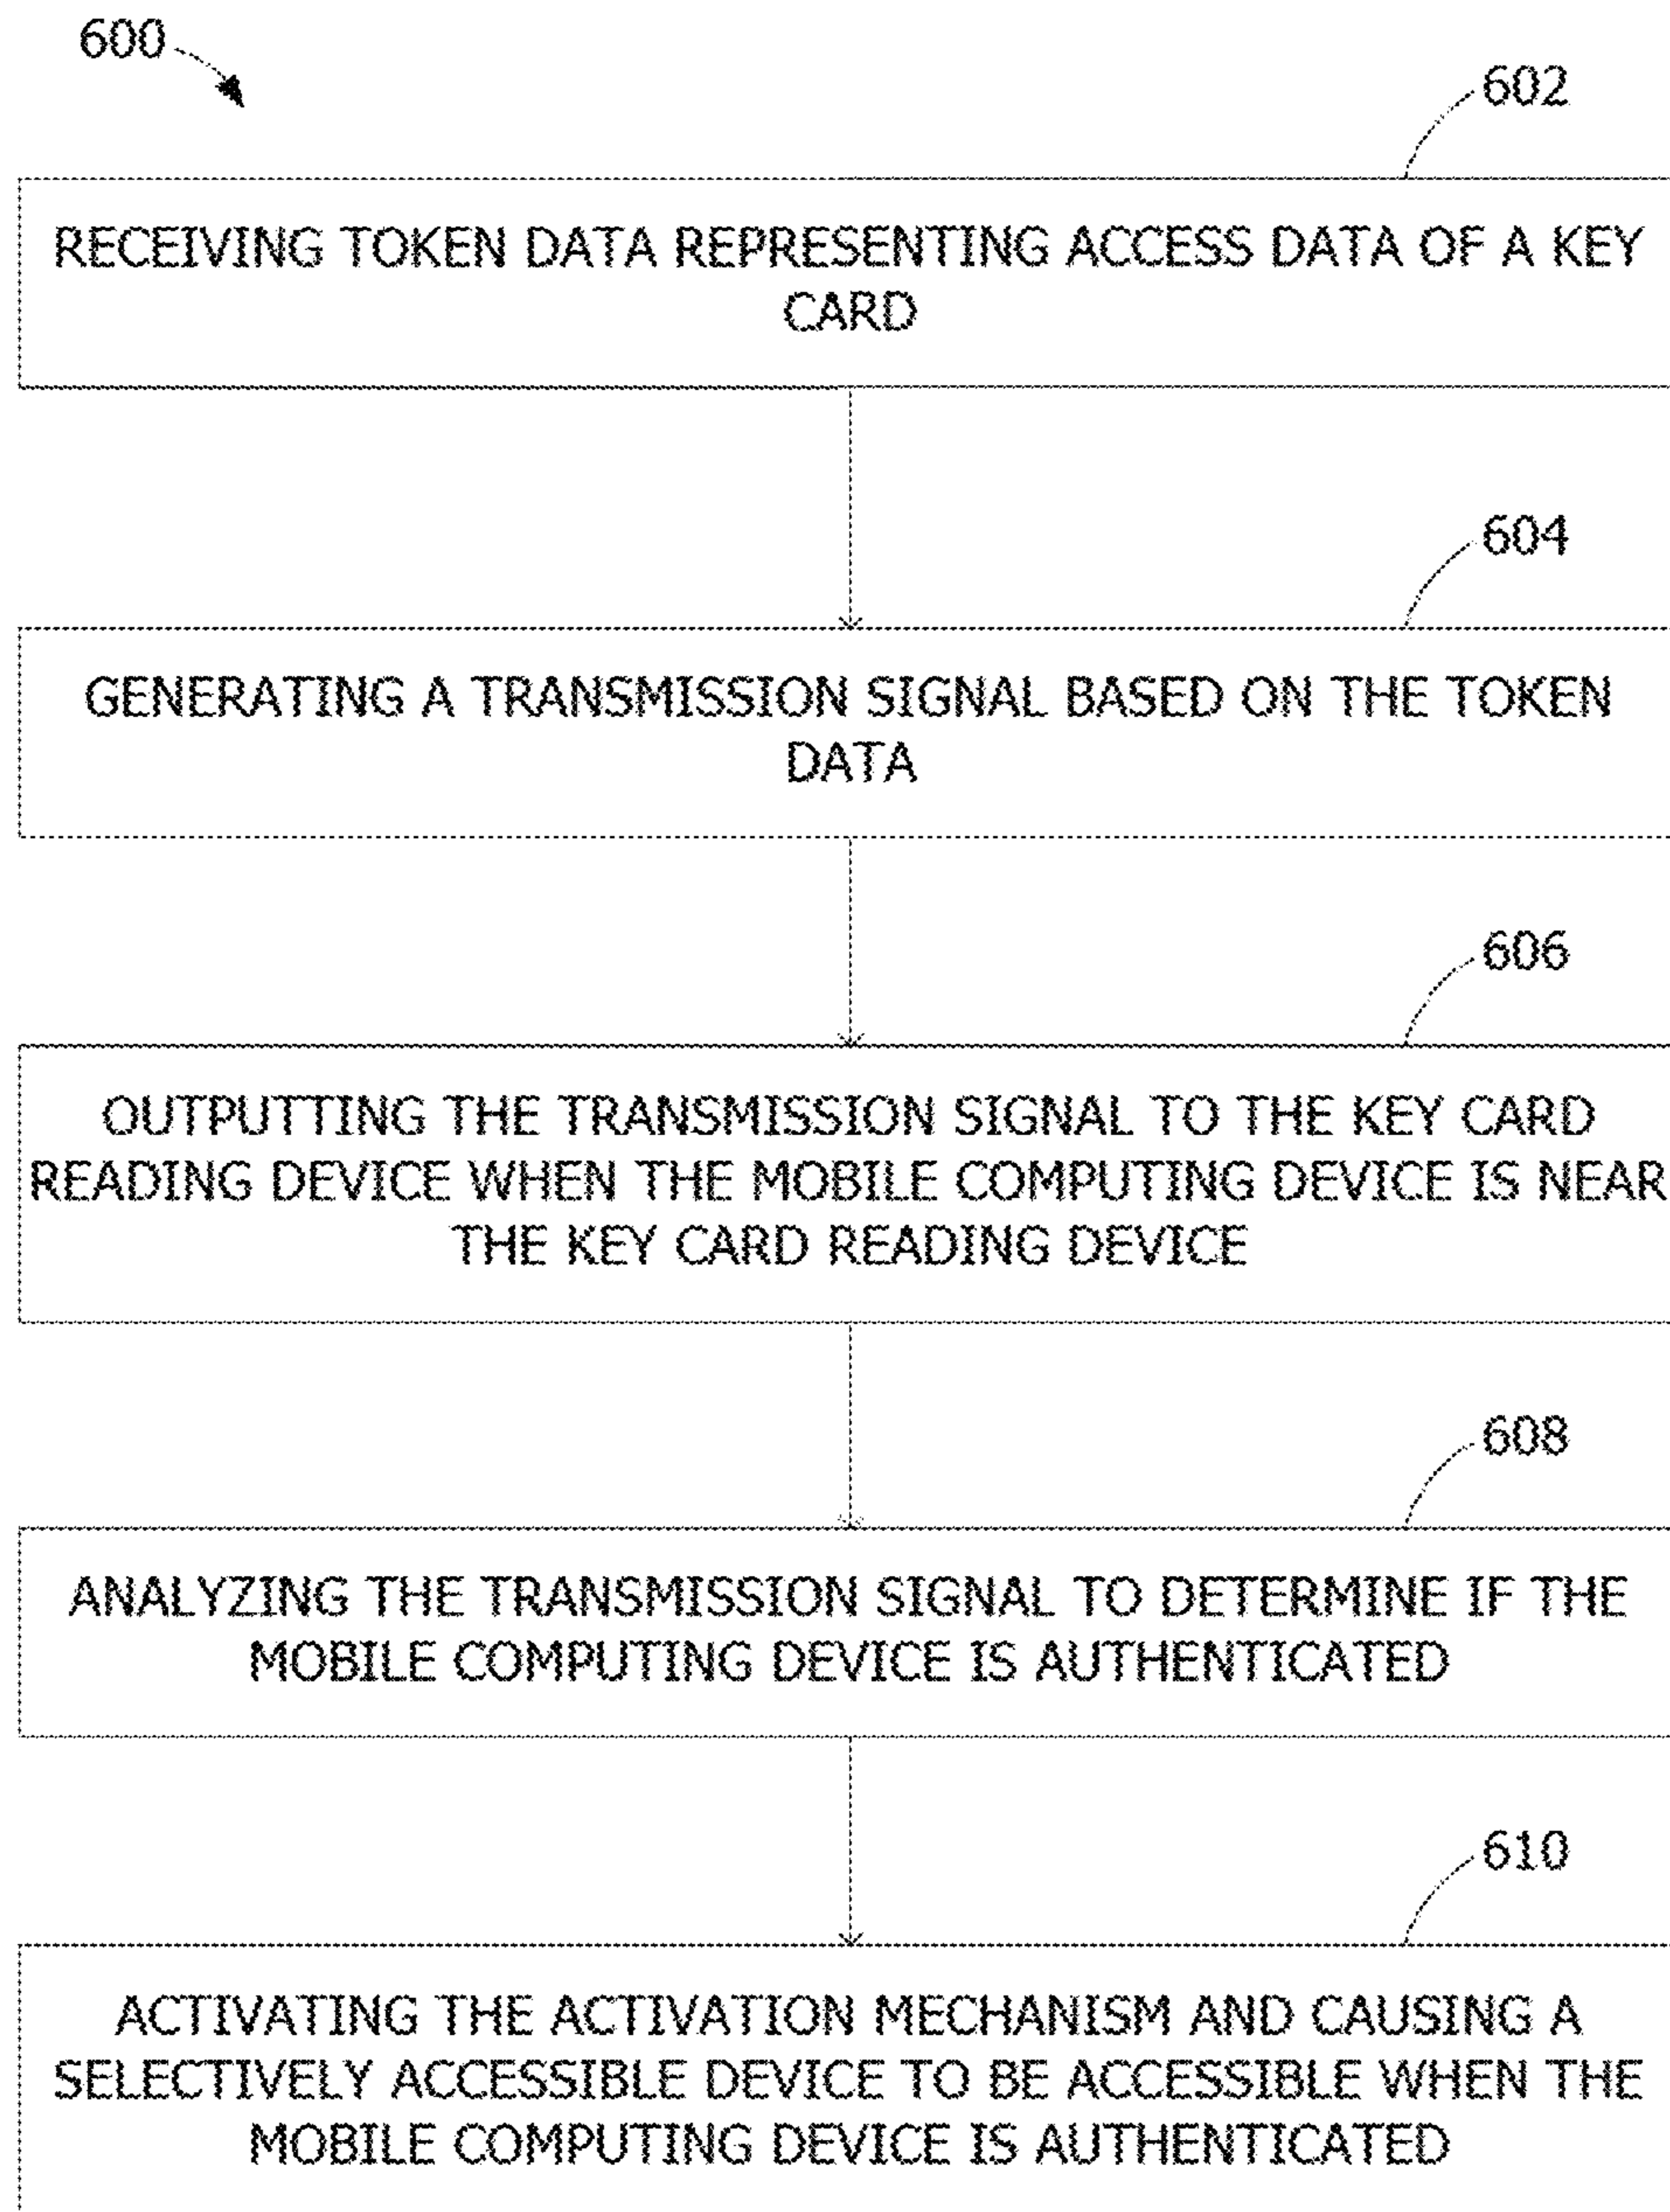 600
602
RECEIVING TOKEN DATA REPRESENTING ACCESS DATA OF A KEY
CARD
604
GENERATING A TRANSMISSION SIGNAL BASED ON THE TOKEN
DATA
606
OUTPUTTING THE TRANSMISSION SIGNAL TO THE KEY CARD
READING DEVICE WHEN THE MOBILE COMPUTING DEVICE IS NEAR
THE KEY CARD READING DEVICE
608
ANALYZING THE TRANSMISSION SIGNAL TO DETERMINE IF THE
MOBILE COMPUTING DEVICE IS AUTHENTICATED
610
ACTIVATING THE ACTIVATION MECHANISM AND CAUSING A
SELECTIVELY ACCESSIBLE DEVICE TO BE ACCESSIBLE WHEN THE
MOBILE COMPUTING DEVICE IS AUTHENTICATED